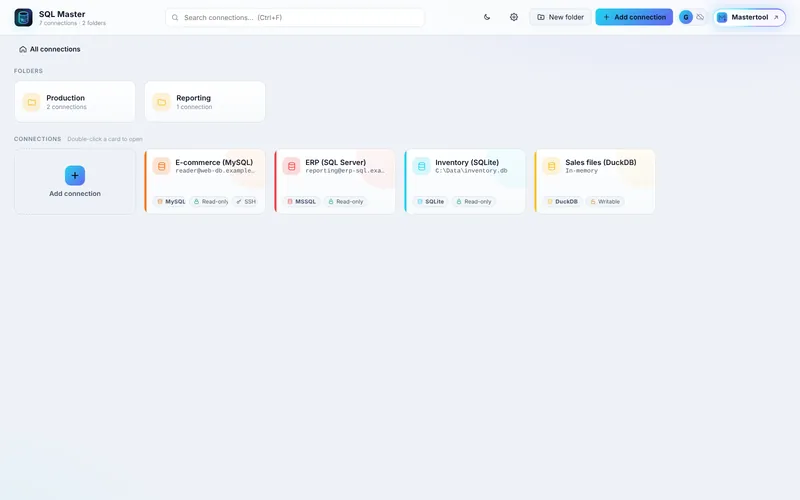 SQL Master
7 connections · 2 folders
Search connections... (Ctrl+F)
New folder
Add connection
G
Mastertool
All connections
FOLDERS
Production
2 connections
Reporting
1 connection
CONNECTIONS Double-click a card to open
Add connection
E-commerce (MySQL)
reader@web-db.example…
MySQL
Read-only
SSH
ERP (SQL Server)
reporting@erp-sql.exa…
MSSQL
Read-only
Inventory (SQLite)
C:\Data\inventory.db
SQLite
Read-only
Sales files (DuckDB)
In-memory
DuckDB
Writable